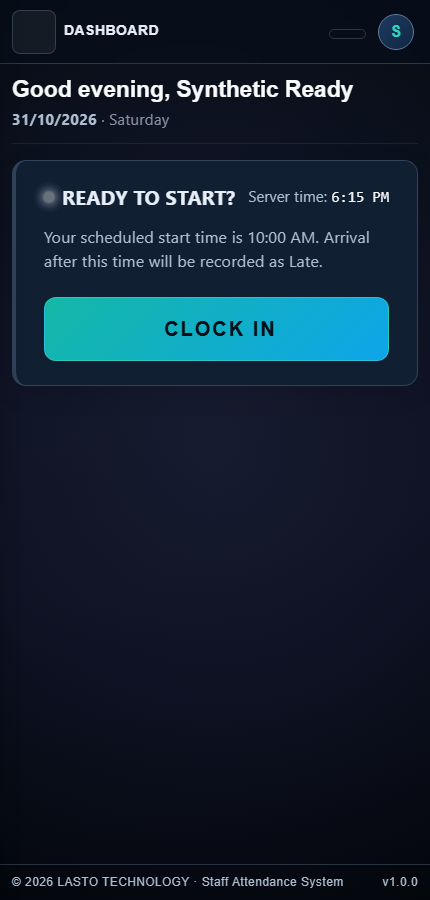 DASHBOARD
S
Good evening, Synthetic Ready
31/10/2026 · Saturday
READY TO START? Server time: 6:15 PM
Your scheduled start time is 10:00 AM. Arrival
after this time will be recorded as Late.
CLOCK IN
© 2026 LASTO TECHNOLOGY · Staff Attendance System v1.0.0